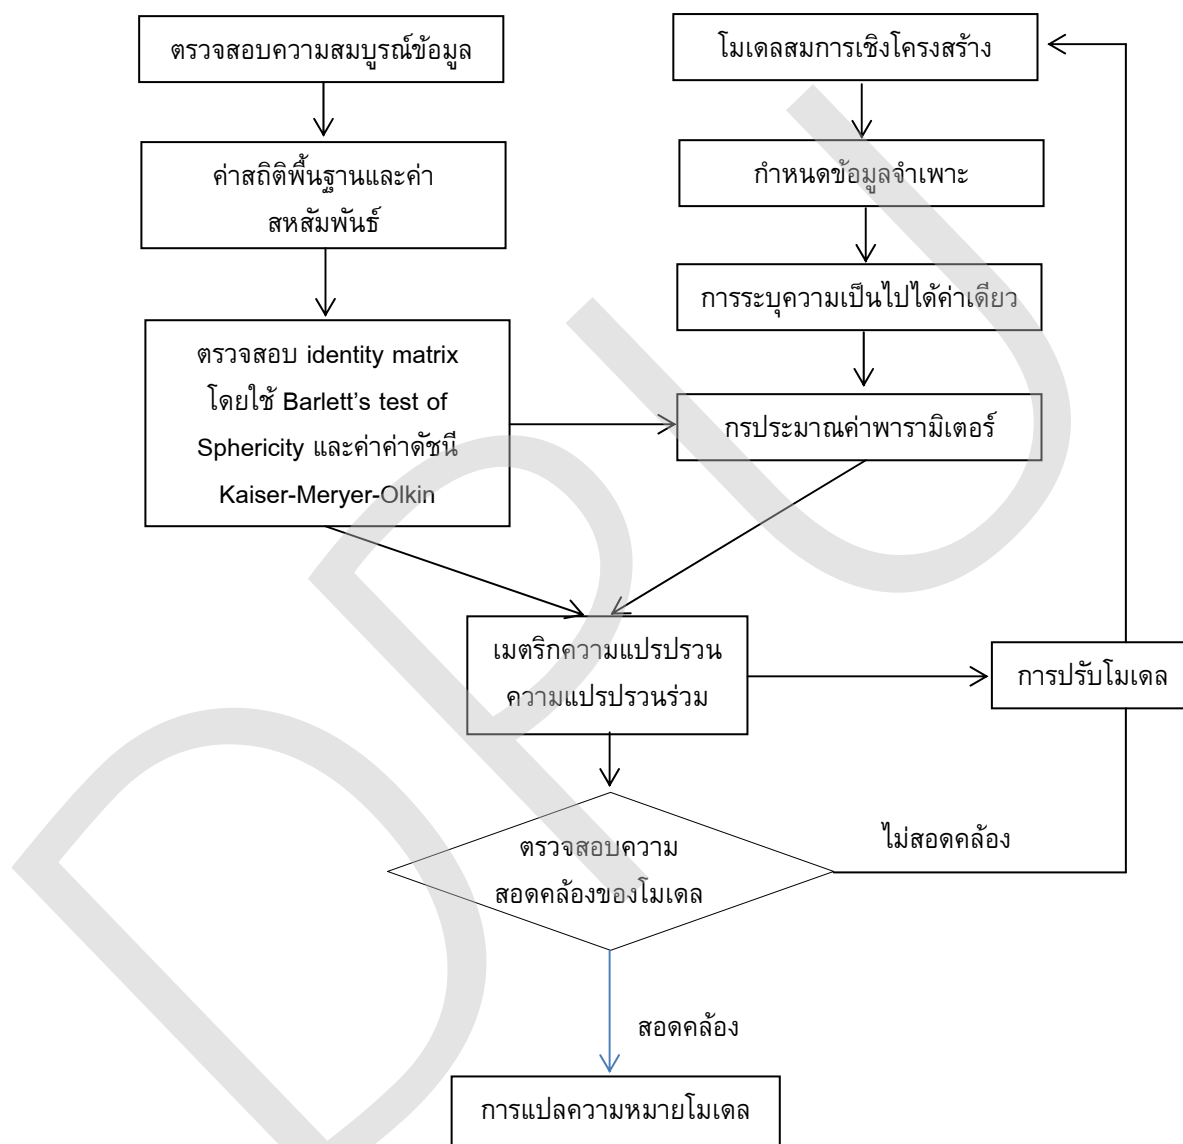 ตรวจสอบความสมบูรณ์ข้อมูล
ค่าสถิติพื้นฐานและค่า
สหสัมพันธ์
ตรวจสอบ identity matrix
โดยใช้ Barlett’s test of
Sphericity และค่าค่าดัชนี
Kaiser-Meryer-Olkin
โมเดลสมการเชิงโครงสร้าง
กำหนดข้อมูลจำเพาะ
การระบุความเป็นไปได้ค่าเดียว
กรประมาณค่าพารามิเตอร์
เมตริกความแปรปรวน
ความแปรปรวนร่วม
การปรับโมเดล
ตรวจสอบความ
สอดคล้องของโมเดล
ไม่สอดคล้อง
สอดคล้อง
การแปลความหมายโมเดล
DPU